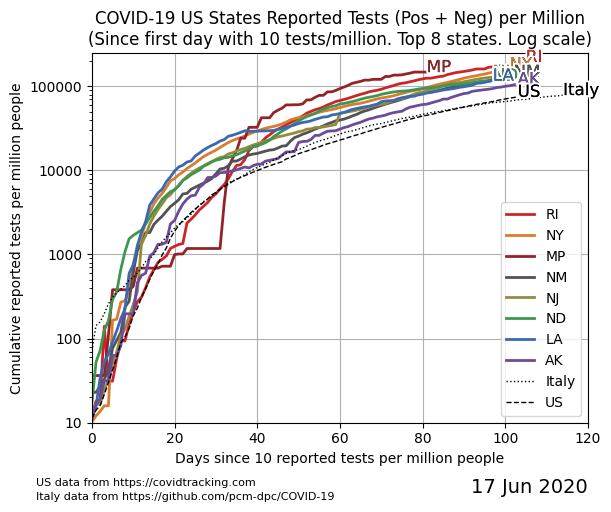 COVID-19 US States Reported Tests (Pos + Neg) per Million
(Since first day with 10 tests/million. Top 8 states. Log scale)
Cumulative reported tests per million people
100000
10000
1000
100
10
MP
RI
NY
NM
LA
AK
US
Italy
RI
NY
MP
NM
NJ
ND
LA
AK
Italy
US
0
20
40
60
80
100
120
Days since 10 reported tests per million people
US data from https://covidtracking.com
Italy data from https://github.com/pcm-dpc/COVID-19
17 Jun 2020